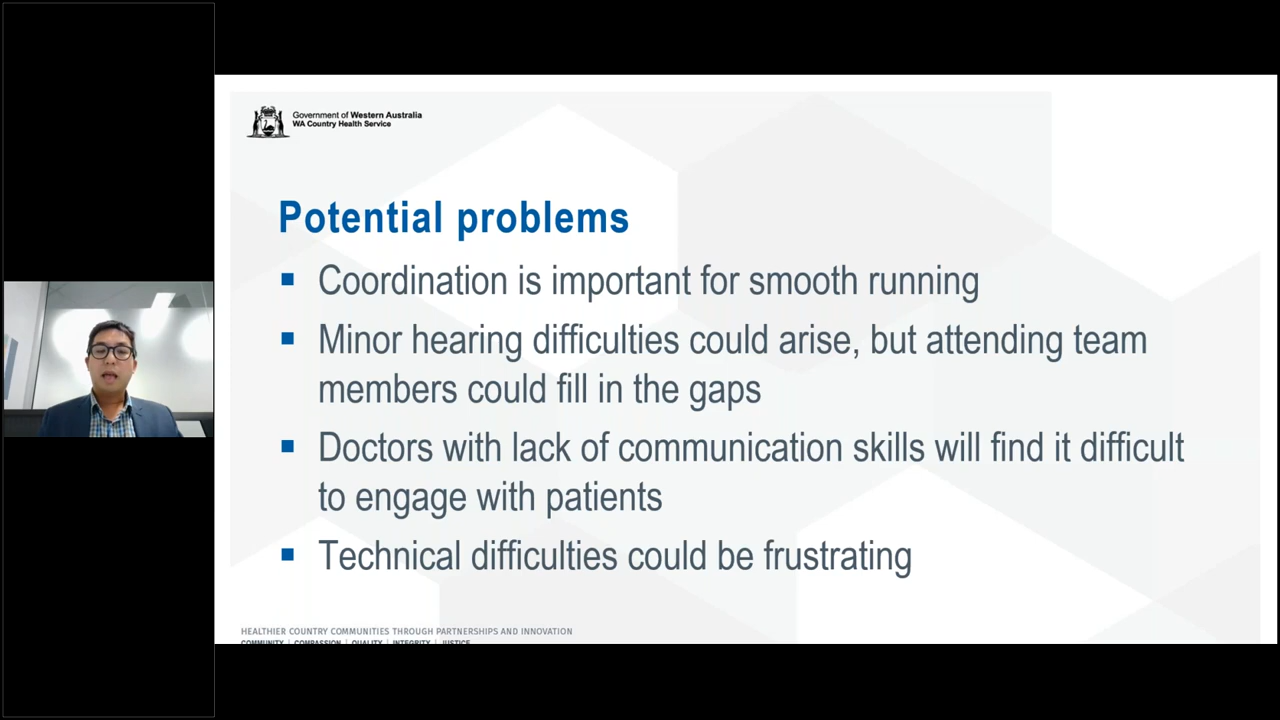 Government of Western Australia
WA Country Health Service
Potential problems
Coordination is important for smooth running
Minor hearing difficulties could arise, but attending team
members could fill in the gaps
Doctors with lack of communication skills will find it difficult
to engage with patients
Technical difficulties could be frustrating
HEALTHIER COUNTRY COMMUNITIES THROUGH PARTNERSHIPS AND INNOVATION
COMMUNITY | COMPASSION | QUALITY | INTEGRITY | JUSTICE